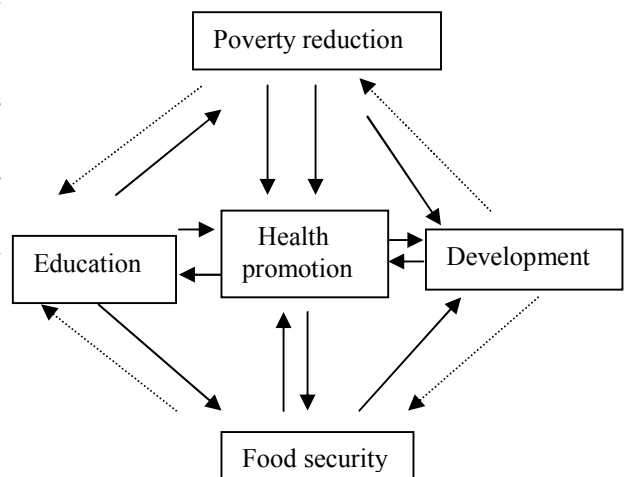 Poverty reduction
Health
promotion
Education
Development
Food security